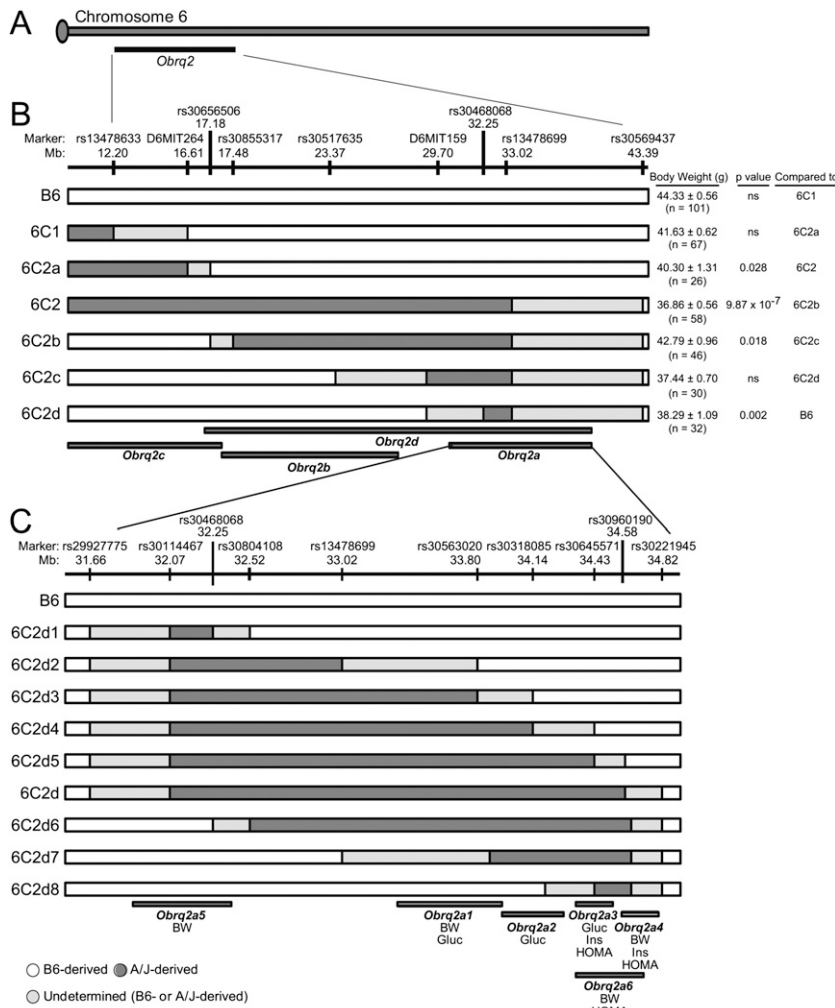 A
Chromosome 6
Obrq2
B
rs30656506 rs30468068
17.18 32.25
Marker: rs13478633 D6MIT264 rs30855317 rs30517635 D6MIT159 rs13478699 rs30569437
Mb: 12.20 16.61 17.48 23.37 29.70 33.02 43.39
Body Weight (g) p value Compared to
B6 44.33 ± 0.56 ns 6C1
(n = 101)
6C1 41.63 ± 0.62 ns 6C2a
(n = 67)
6C2a 40.30 ± 1.31 0.028 6C2
(n = 26)
6C2 36.86 ± 0.56 9.87 x 10-7 6C2b
(n = 58)
6C2b 42.79 ± 0.96 0.018 6C2c
(n = 46)
6C2c 37.44 ± 0.70 ns 6C2d
(n = 30)
6C2d 38.29 ± 1.09 0.002 B6
(n = 32)
Obrq2d
Obrq2c Obrq2a
Obrq2b
C
rs30468068 rs30960190
32.25 34.58
Marker: rs29927775 rs30114467 rs30804108 rs13478699 rs30563020 rs30318085 rs30645571 rs30221945
Mb: 31.66 32.07 32.52 33.02 33.80 34.14 34.43 34.82
B6
6C2d1
6C2d2
6C2d3
6C2d4
6C2d5
6C2d
6C2d6
6C2d7
6C2d8
Obrq2a5 Obrq2a1 Obrq2a2 Obrq2a3 Obrq2a4
BW BW Gluc Gluc BW
Gluc Ins Ins
HOMA HOMA
Obrq2a6
BW
HOMA
B6-derived A/J-derived
Undetermined (B6- or A/J-derived)